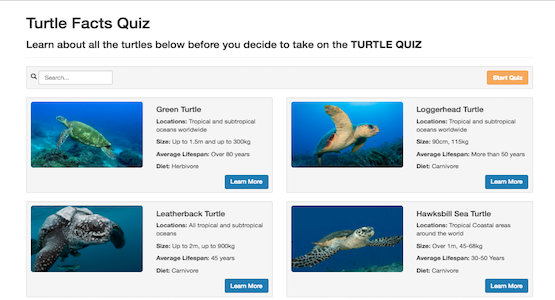 Turtle Facts Quiz
Learn about all the turtles below before you decide to take on the TURTLE QUIZ
Search...
Start Quiz
Green Turtle
Locations: Tropical and subtropical
oceans worldwide
Size: Up to 1.5m and up to 300kg
Average Lifespan: Over 80 years
Diet: Herbivore
Learn More
Loggerhead Turtle
Locations: Tropical and subtropical
oceans worldwide
Size: 90cm, 115kg
Average Lifespan: More than 50 years
Diet: Carnivore
Learn More
Leatherback Turtle
Locations: All tropical and subtropical
oceans
Size: Up to 2m, up to 900kg
Average Lifespan: 45 years
Diet: Carnivore
Learn More
Hawksbill Sea Turtle
Locations: Tropical Coastal areas
around the world
Size: Over 1m, 45-68kg
Average Lifespan: 30-50 Years
Diet: Carnivore
Learn More